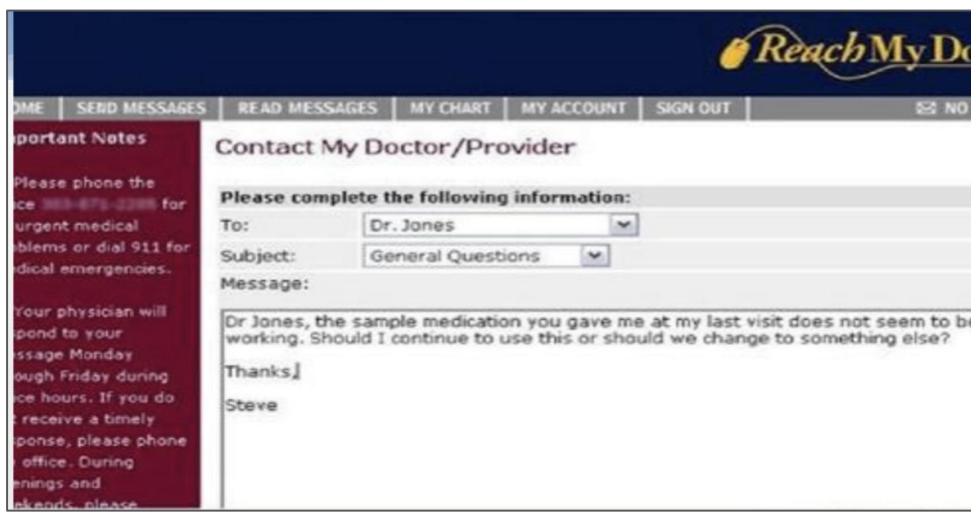 ReachMyDo
OME SEND MESSAGES READ MESSAGES MY CHART MY ACCOUNT SIGN OUT NO
portant Notes
Please phone the
ice for
urgent medical
oblems or dial 911 for
edical emergencies.
Your physician will
spond to your
ssage Monday
ough Friday during
ice hours. If you do
t receive a timely
sponse, please phone
office. During
enings and
ekends, please
Contact My Doctor/Provider
Please complete the following information:
To: Dr. Jones
Subject: General Questions
Message:
Dr Jones, the sample medication you gave me at my last visit does not seem to be
working. Should I continue to use this or should we change to something else?
Thanks,
Steve